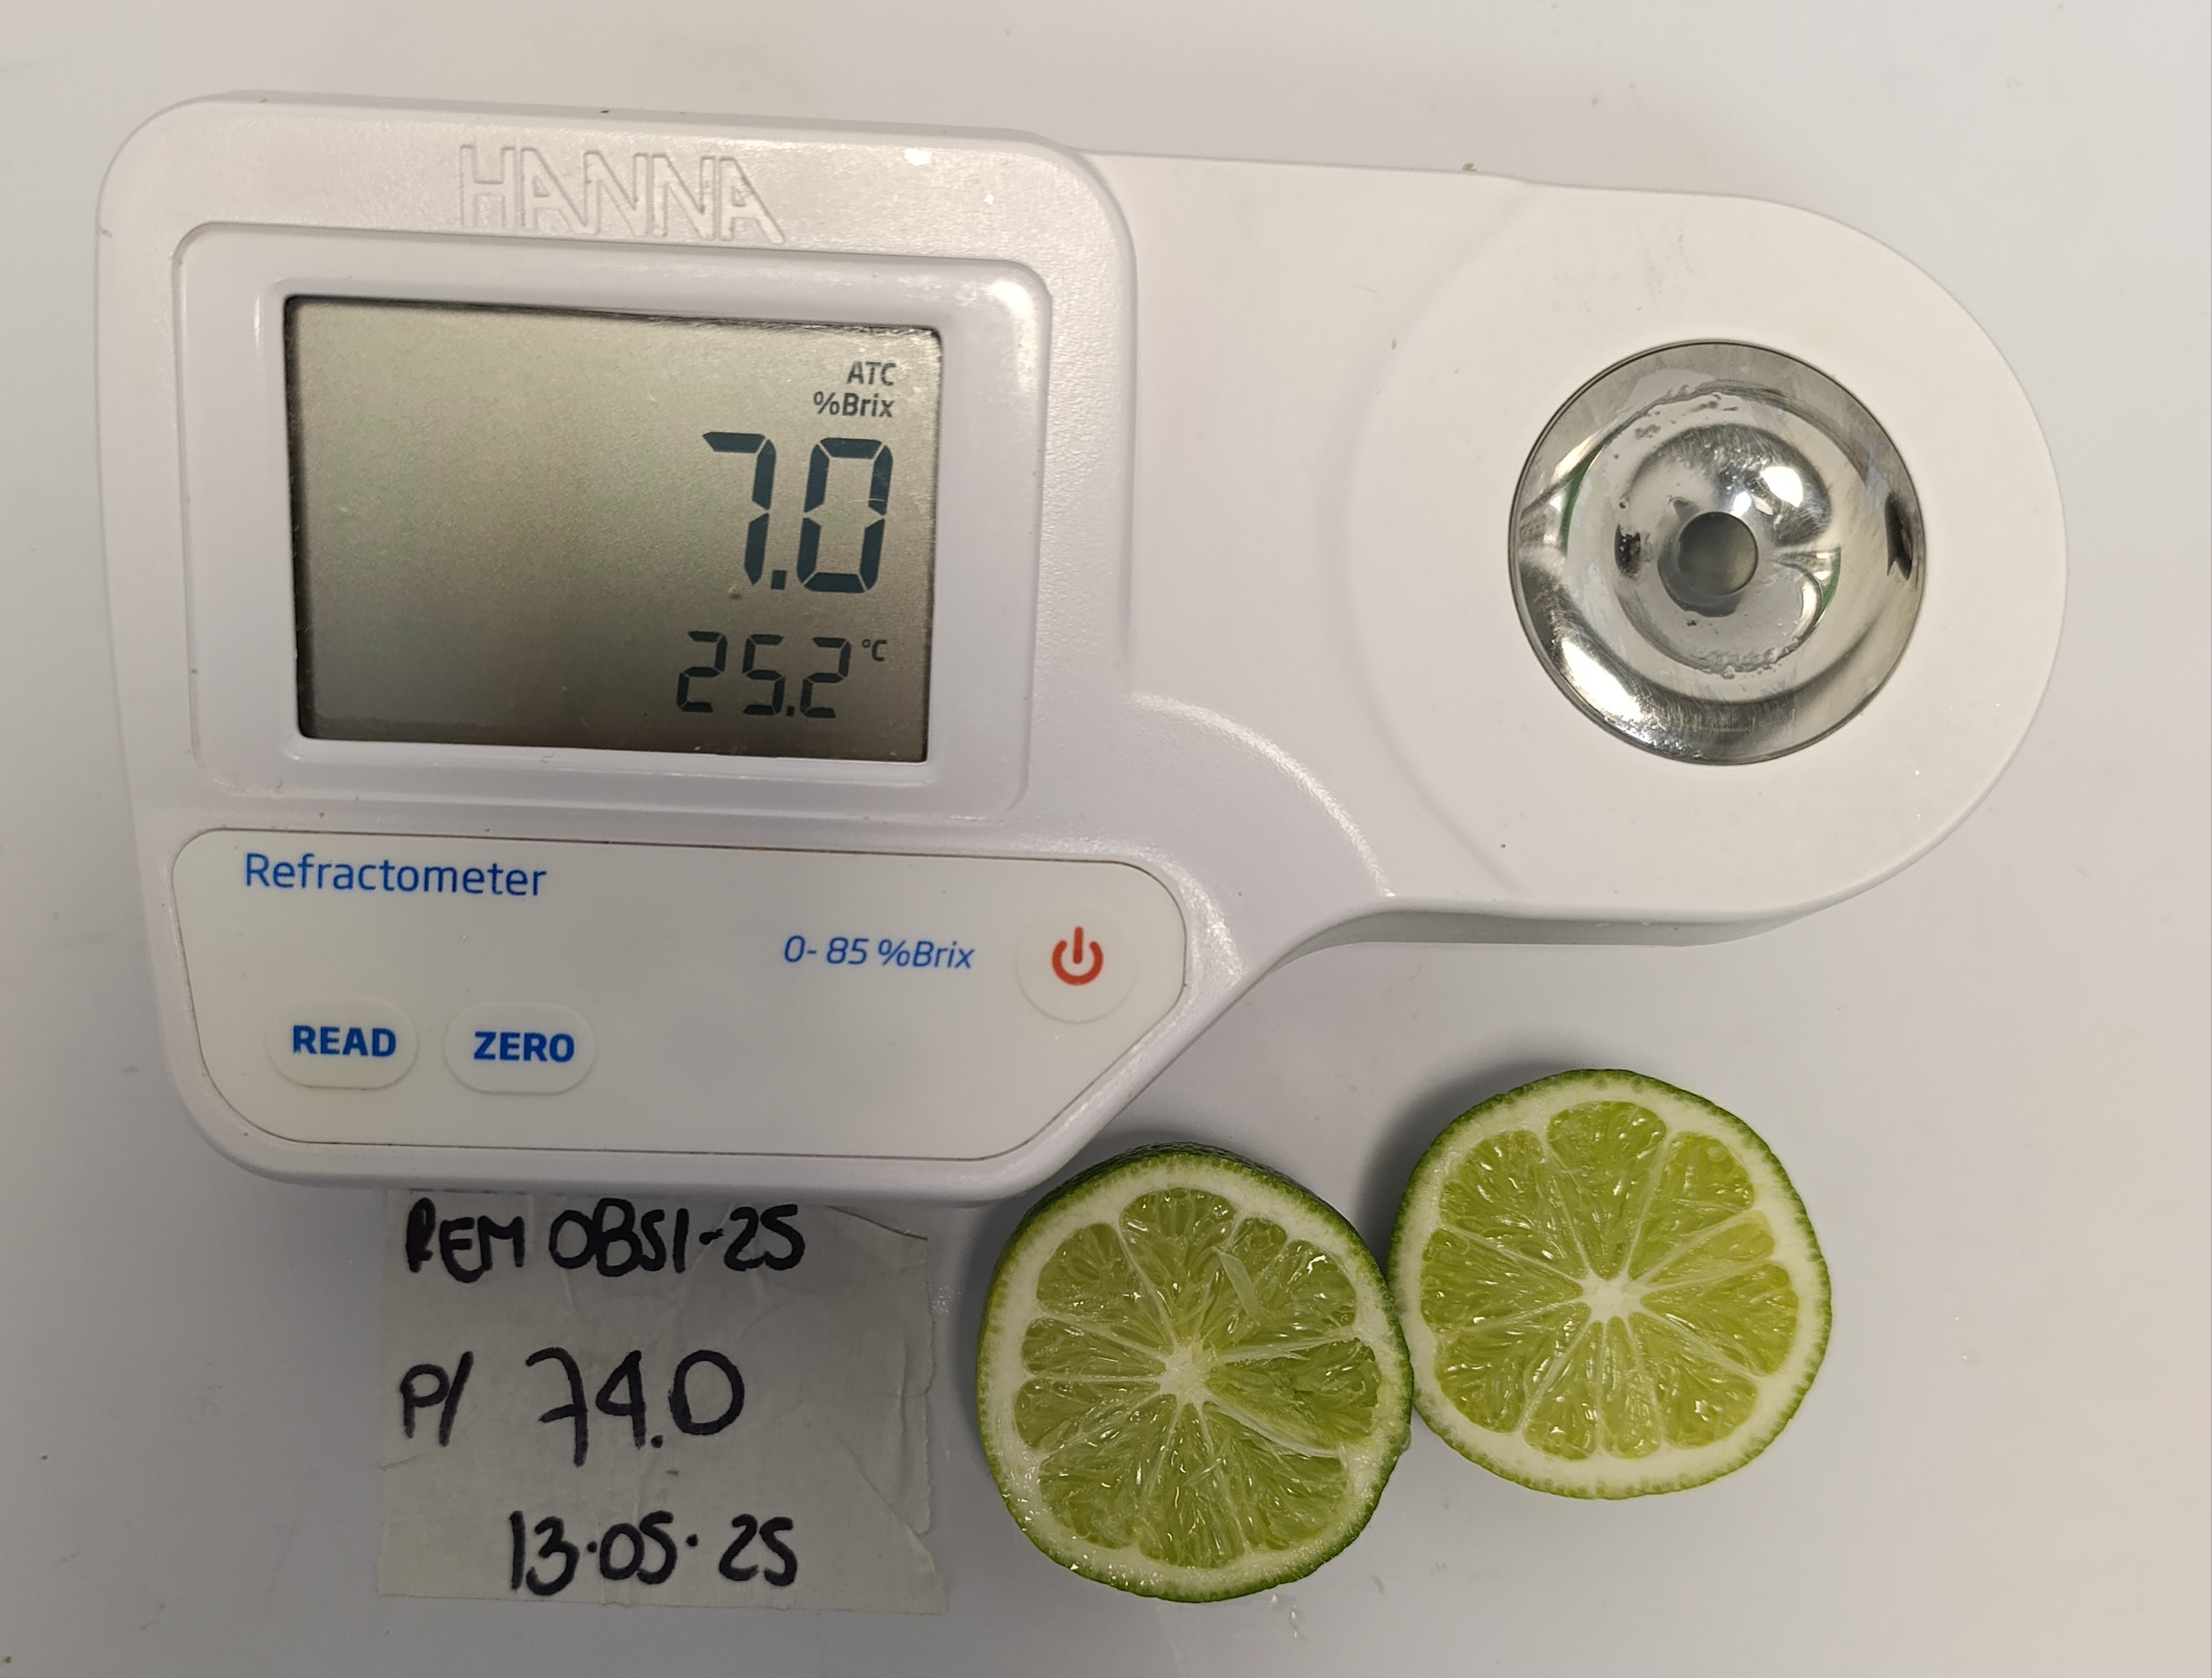 HANNA
ATC
%Brix
7.0
25.2 °C
Refractometer
0-85 %Brix
READ ZERO
REM 0851-25
P/ 74.0
13.05.25